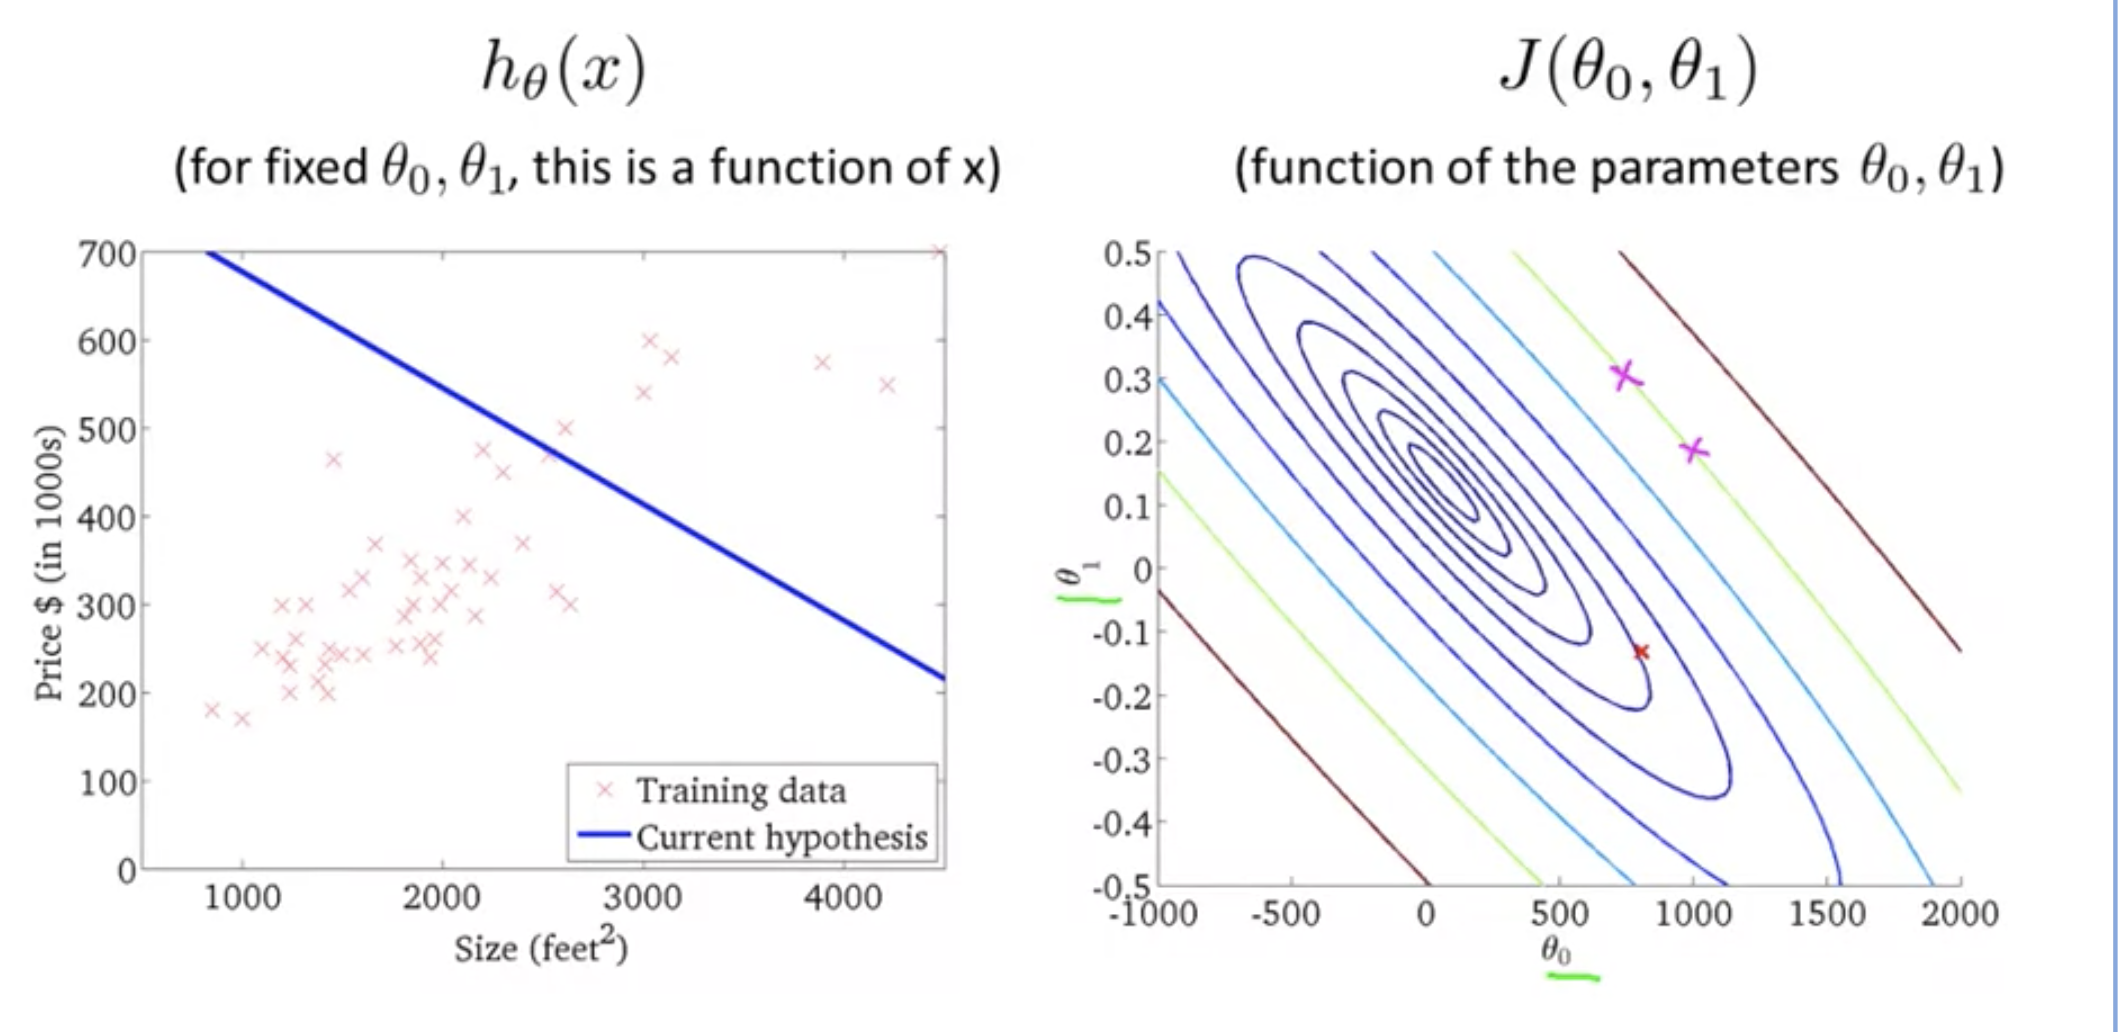 hθ(x)
(for fixed θ0, θ1, this is a function of x)
700
600
500
400
300
200
100
0
Price $ (in 1000s)
1000 2000 3000 4000
Size (feet²)
Training data
Current hypothesis
J(θ0, θ1)
(function of the parameters θ0, θ1)
0.5
0.4
0.3
0.2
0.1
0
-0.1
-0.2
-0.3
-0.4
-0.5
θ1
-1000 -500 0 500 1000 1500 2000
θ0